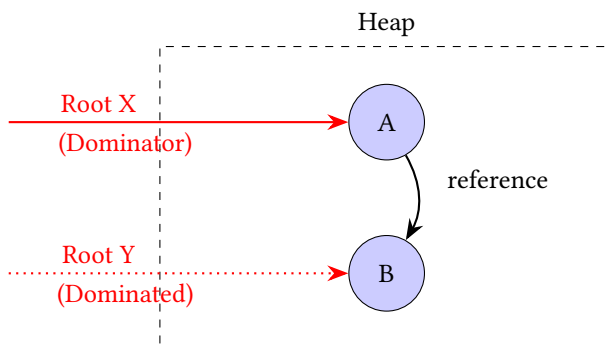 Heap
Root X
(Dominator)
A
reference
Root Y
(Dominated)
B